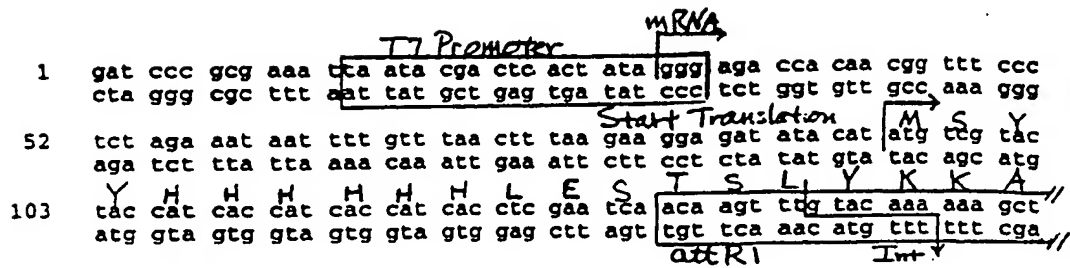 mRNA
T7 Promoter
1 gat ccc gcg aaa tta ata cga ctc act ata ggg aga cca caa cgg ttt ccc
cta ggg cgc ttt aat tat gct gag tga tat ccc tct ggt gtt gcc aaa ggg
Start Translation M S Y
52 tct aga aat aat ttt gtt taa ctt taa gaa gga gat ata cat atg tcg tac
aga tct tta tta aaa caa att gaa att ctt cct cta tat gta tac agc atg
Y H H H H H H L E S T S L Y K K A
103 tac cat cac cat cac cat cac ctc gaa tca aca agt ttg tac aaa aaa gct
atg gta gtg gta gtg gta gtg gag ctt agt tgt tca aac atg ttt ttt cga
attR1 Int